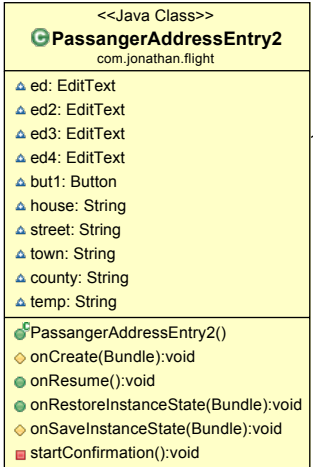 <<Java Class>>
PassangerAddressEntry2
com.jonathan.flight
ed: EditText
ed2: EditText
ed3: EditText
ed4: EditText
but1: Button
house: String
street: String
town: String
county: String
temp: String
PassangerAddressEntry2()
onCreate(Bundle):void
onResume():void
onRestoreInstanceState(Bundle):void
onSaveInstanceState(Bundle):void
startConfirmation():void